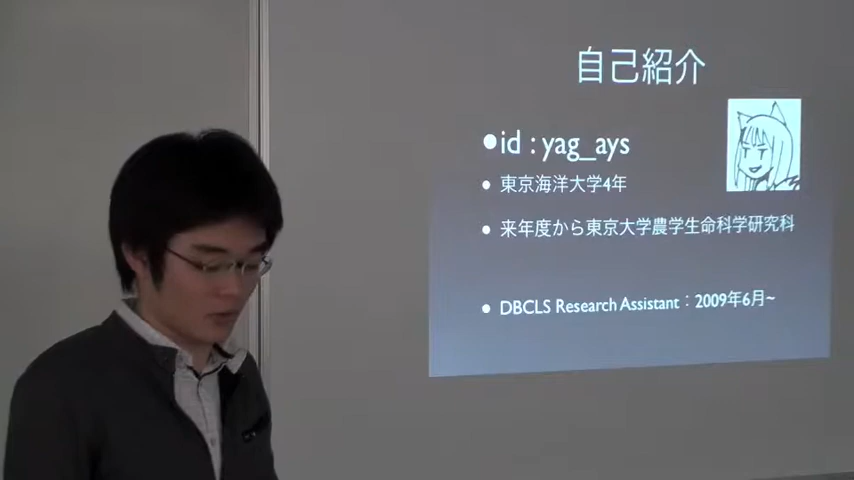 自己紹介
●id : yag_ays
● 東京海洋大学4年
● 来年度から東京大学農学生命科学研究科
● DBCLS Research Assistant：2009年6月~